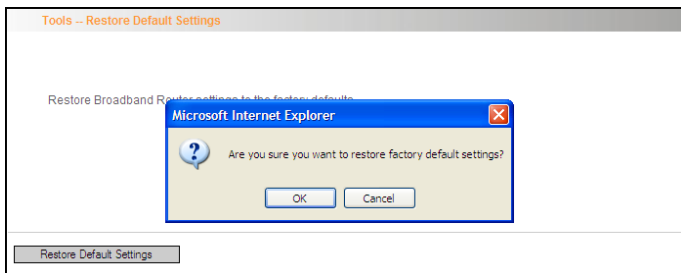 Tools -- Restore Default Settings
Restore Broadband Router settings to the factory defaults.
Microsoft Internet Explorer
Are you sure you want to restore factory default settings?
OK Cancel
Restore Default Settings